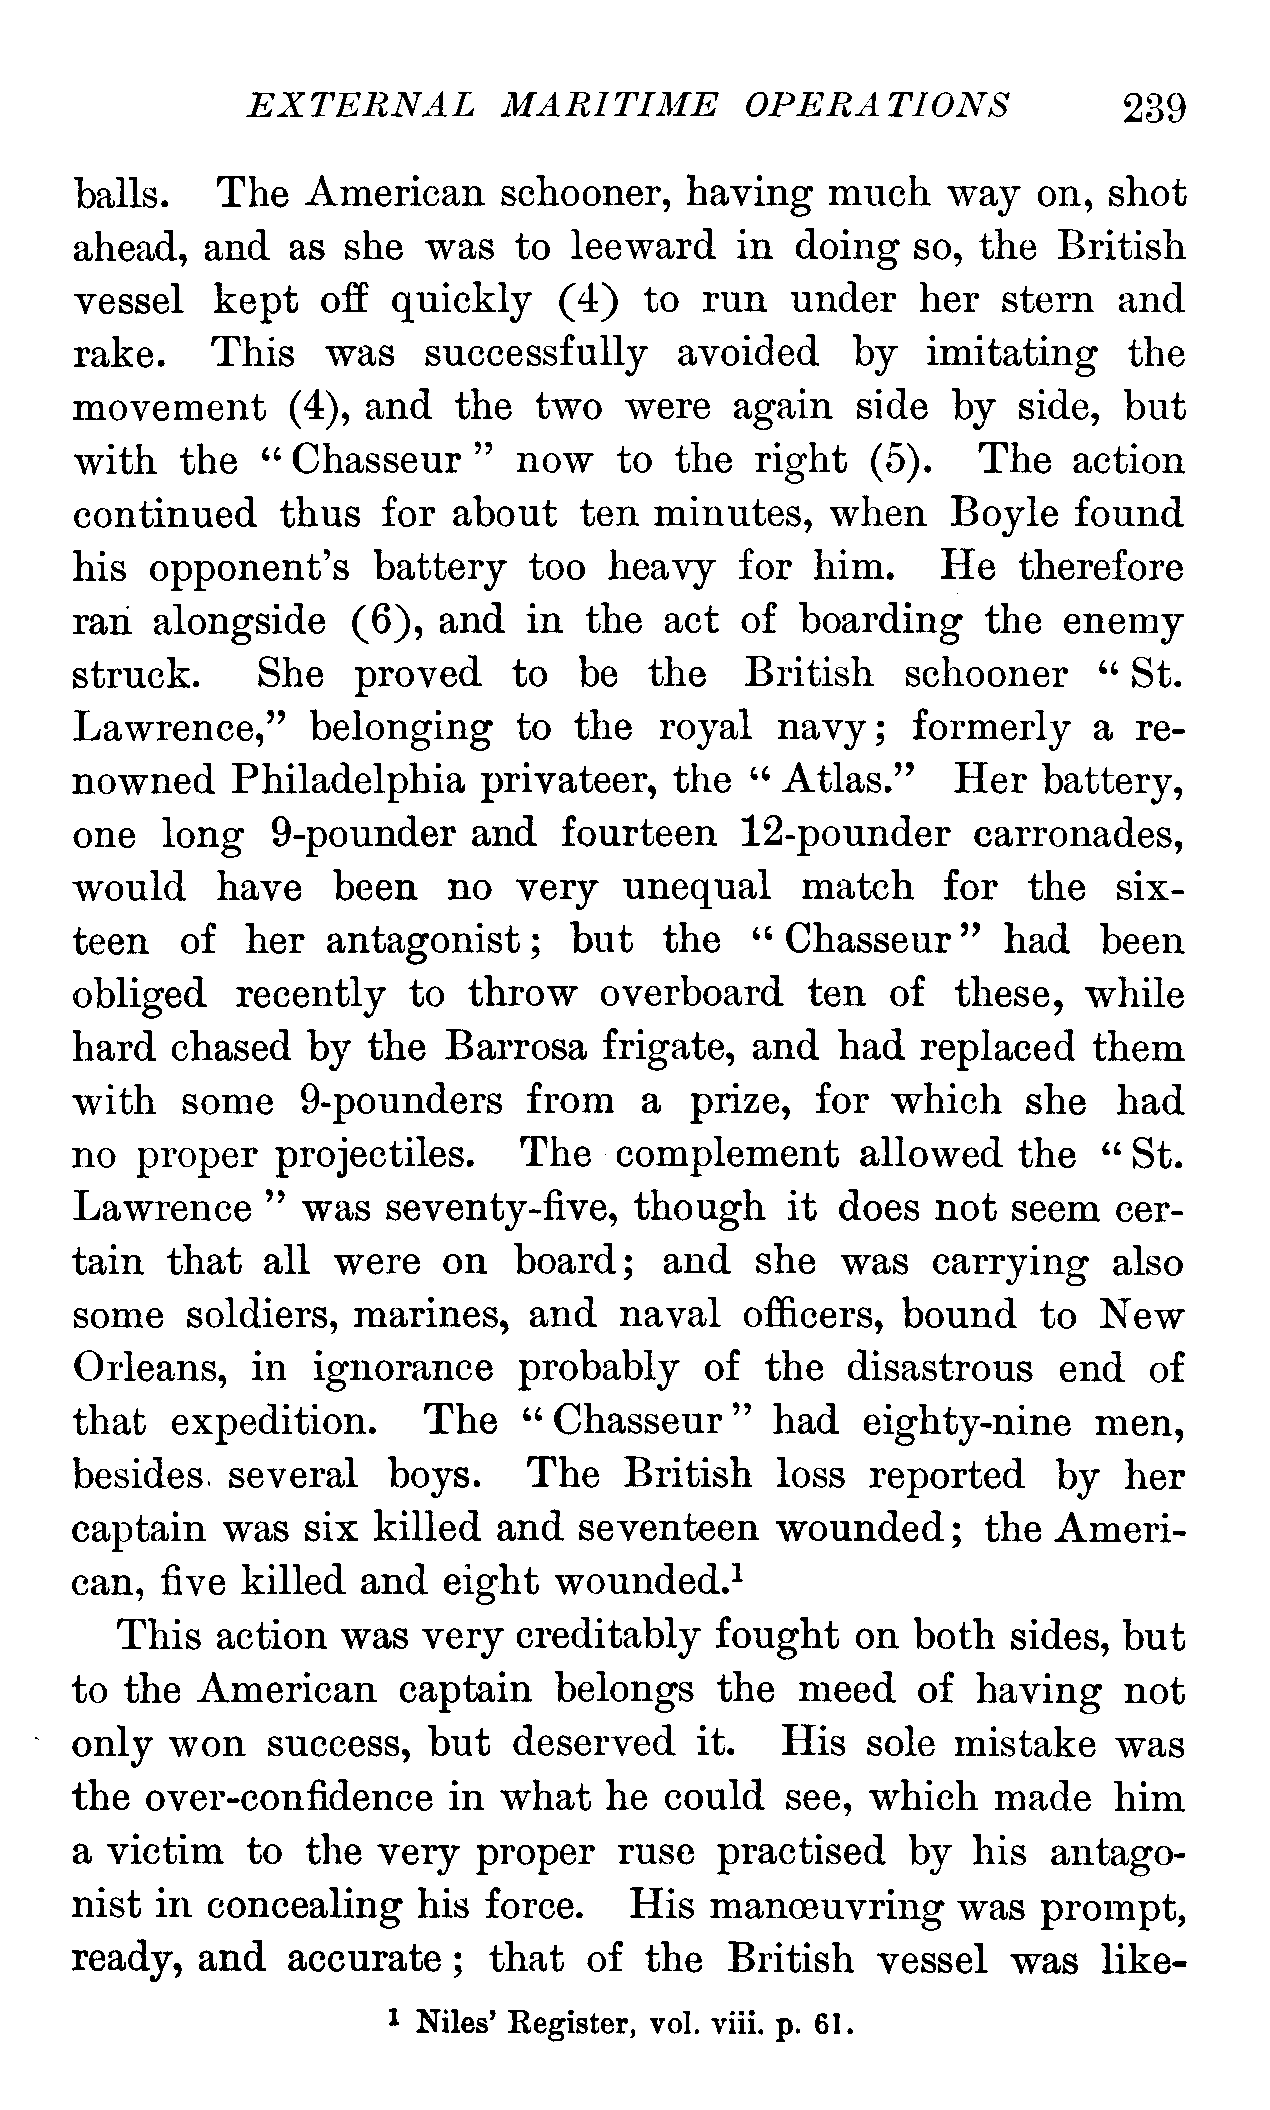 EXTERNAL MARITIME OPERATIONS 239
balls. The American schooner, having much way on, shot
ahead, and as she was to leeward in doing so, the British
vessel kept off quickly (4) to run under her stern and
rake. This was successfully avoided by imitating the
movement (4), and the two were again side by side, but
with the “ Chasseur ” now to the right (5). The action
continued thus for about ten minutes, when Boyle found
his opponent’s battery too heavy for him. He therefore
ran alongside (6), and in the act of boarding the enemy
struck. She proved to be the British schooner “ St.
Lawrence,” belonging to the royal navy ; formerly a re-
nowned Philadelphia privateer, the “ Atlas.” Her battery,
one long 9-pounder and fourteen 12-pounder carronades,
would have been no very unequal match for the six-
teen of her antagonist ; but the “ Chasseur ” had been
obliged recently to throw overboard ten of these, while
hard chased by the Barrosa frigate, and had replaced them
with some 9-pounders from a prize, for which she had
no proper projectiles. The complement allowed the “ St.
Lawrence ” was seventy-five, though it does not seem cer-
tain that all were on board ; and she was carrying also
some soldiers, marines, and naval officers, bound to New
Orleans, in ignorance probably of the disastrous end of
that expedition. The “ Chasseur ” had eighty-nine men,
besides several boys. The British loss reported by her
captain was six killed and seventeen wounded ; the Ameri-
can, five killed and eight wounded.¹
This action was very creditably fought on both sides, but
to the American captain belongs the meed of having not
only won success, but deserved it. His sole mistake was
the over-confidence in what he could see, which made him
a victim to the very proper ruse practised by his antago-
nist in concealing his force. His manœuvring was prompt,
ready, and accurate ; that of the British vessel was like-
¹ Niles’ Register, vol. viii. p. 61.